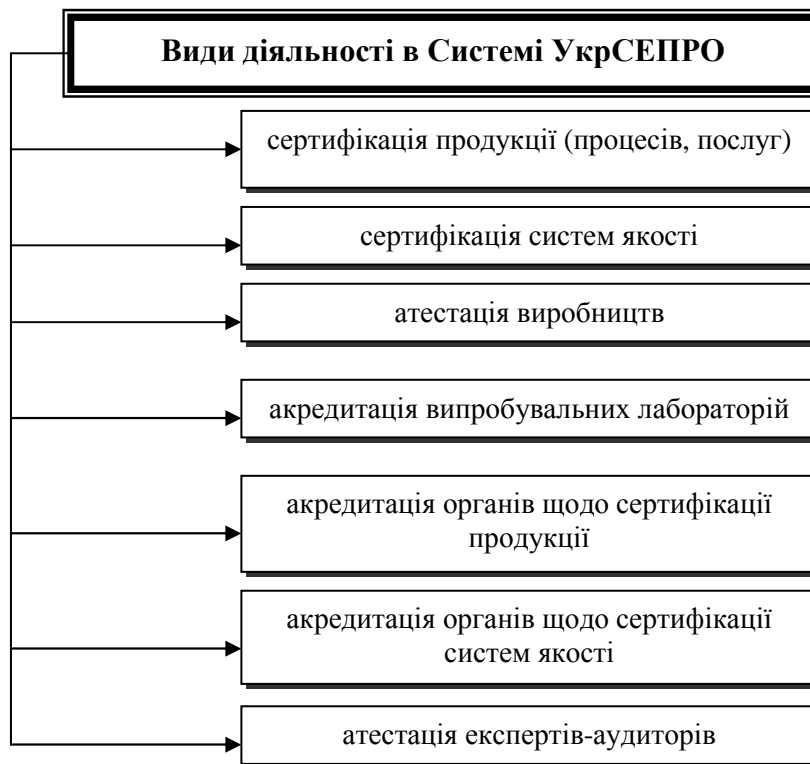 Види діяльності в Системі УкрСЕПРО
сертифікація продукції (процесів, послуг)
сертифікація систем якості
атестація виробництв
акредитація випробувальних лабораторій
акредитація органів щодо сертифікації
продукції
акредитація органів щодо сертифікації
систем якості
атестація експертів-аудиторів